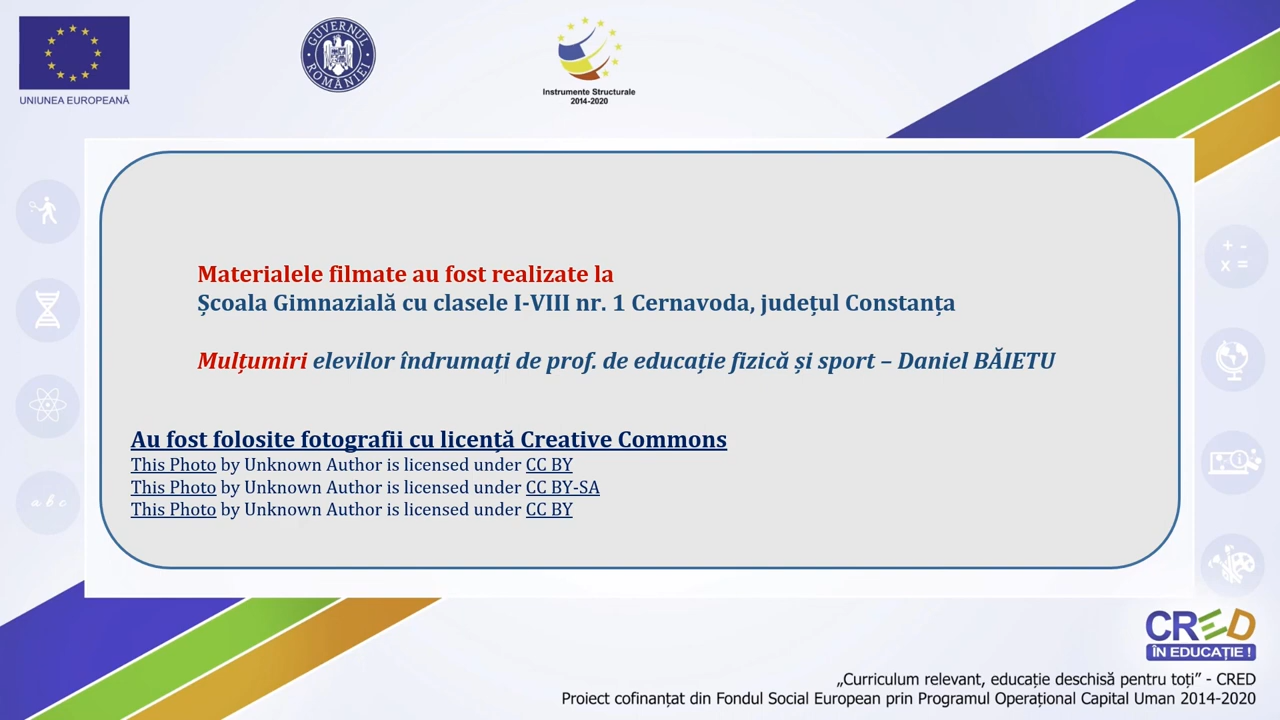 UNIUNEA EUROPEANĂ
GUVERNUL ROMÂNIEI
Instrumente Structurale
2014-2020
Materialele filmate au fost realizate la
Școala Gimnazială cu clasele I-VIII nr. 1 Cernavoda, județul Constanța
Mulțumiri elevilor îndrumați de prof. de educație fizică și sport – Daniel BĂIETU
Au fost folosite fotografii cu licență Creative Commons
This Photo by Unknown Author is licensed under CC BY
This Photo by Unknown Author is licensed under CC BY-SA
This Photo by Unknown Author is licensed under CC BY
+ -
x =
a b c
CRED
ÎN EDUCAȚIE !
„Curriculum relevant, educație deschisă pentru toți” - CRED
Proiect cofinanțat din Fondul Social European prin Programul Operațional Capital Uman 2014-2020